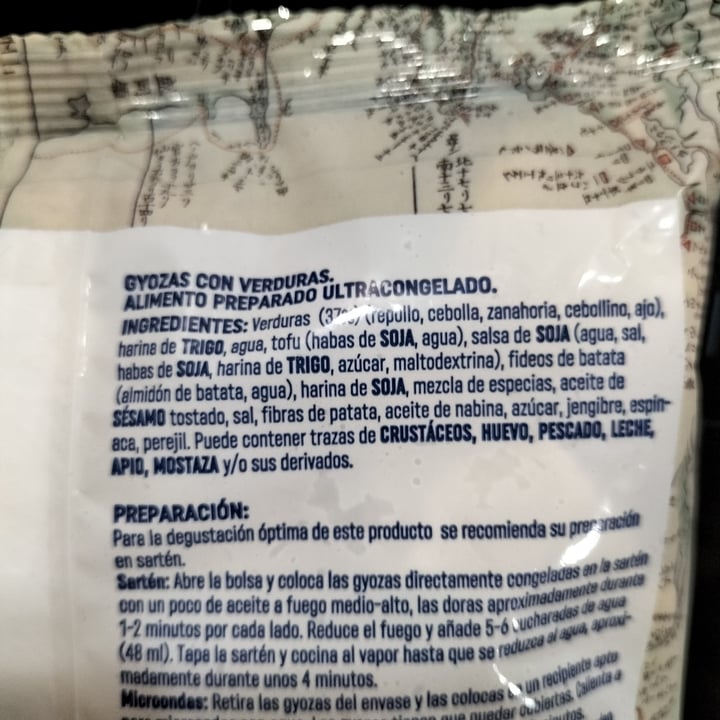 GYOZAS CON VERDURAS.
ALIMENTO PREPARADO ULTRACONGELADO.
INGREDIENTES: Verduras (repollo, cebolla, zanahoria, cebollino, ajo),
harina de TRIGO, agua, tofu (habas de SOJA, agua), salsa de SOJA (agua, sal,
habas de SOJA, harina de TRIGO, azúcar, maltodextrina), fideos de batata
(almidón de batata, agua), harina de SOJA, mezcla de especias, aceite de
SÉSAMO tostado, sal, fibras de patata, aceite de nabina, azúcar, jengibre, espin-
aca, perejil. Puede contener trazas de CRUSTÁCEOS, HUEVO, PESCADO, LECHE,
APIO, MOSTAZA y/o sus derivados.
PREPARACIÓN:
Para la degustación óptima de este producto se recomienda su preparación
en sartén.
Sartén: Abre la bolsa y coloca las gyozas directamente congeladas en la sartén
con un poco de aceite a fuego medio-alto, las doras aproximadamente durante
1-2 minutos por cada lado. Reduce el fuego y añade 5-6 cucharadas de agua
(48 ml). Tapa la sartén y cocina al vapor hasta que se reduzca el agua, aproxi-
madamente durante unos 4 minutos.
Microondas: Retira las gyozas del envase y las colocas en un recipiente apto
que quedar cubiertas. Calienta a